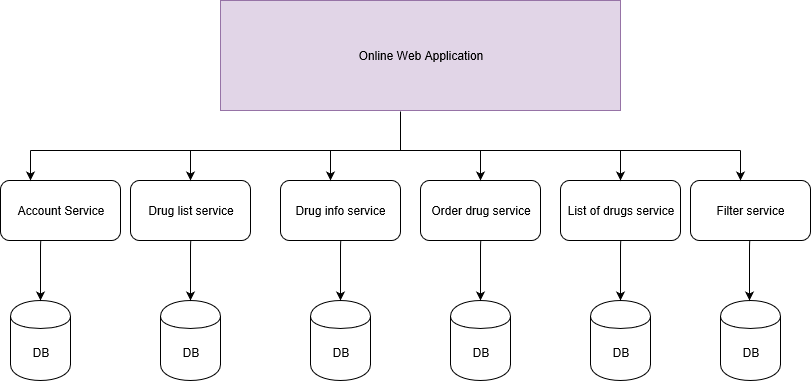 Online Web Application
Account Service
Drug list service
Drug info service
Order drug service
List of drugs service
Filter service
DB
DB
DB
DB
DB
DB